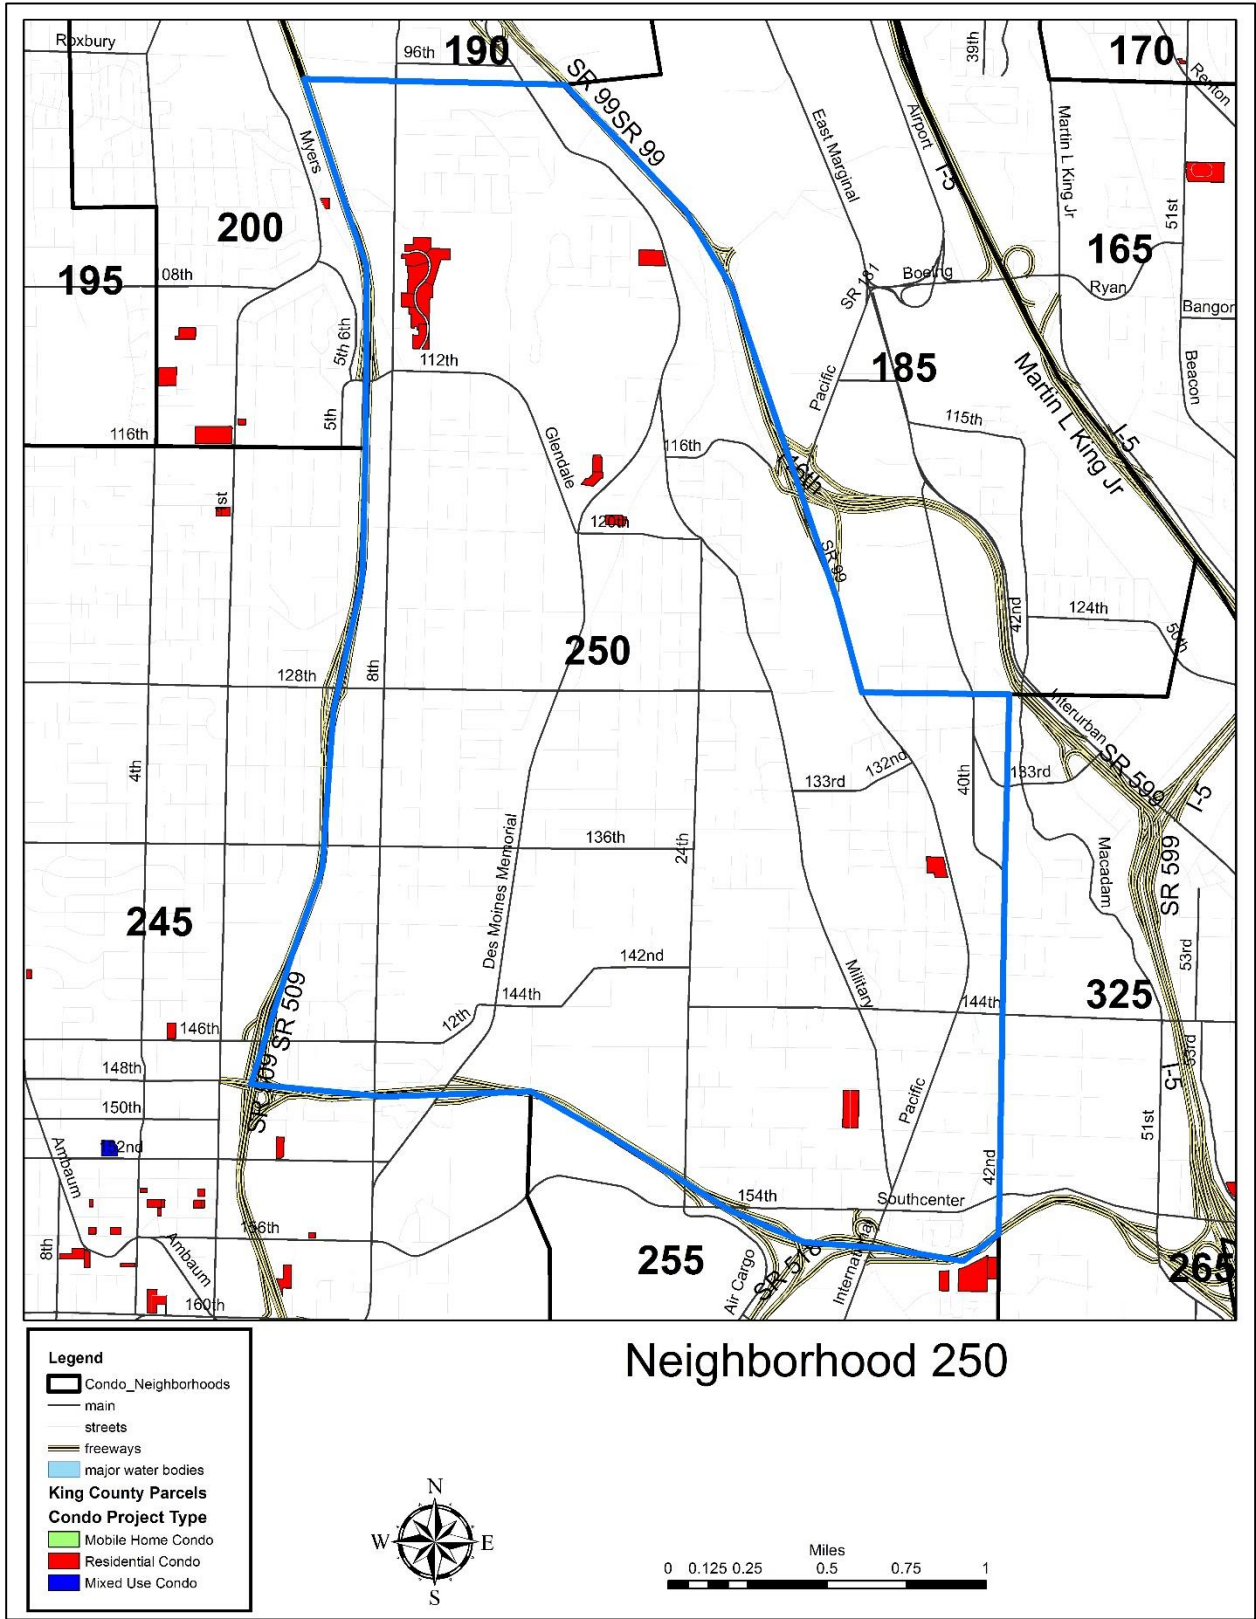 Roxbury
96th
190
39th
170
Renton
SR 99SR 99
Myers
East Marginal
Airport
I-5
Martin L King Jr
51st
200
165
195
08th
SR 181
Boeing
Ryan
Bangor
5th 6th
112th
Pacific
185
Beacon
Martin L King Jr
I-5
5th
116th
Glendale
116th
115th
1st
120th
SR 99
42nd
124th
50th
250
128th
8th
Interurban
4th
133rd
132nd
40th
133rd
SR 599
I-5
136th
24th
Des Moines Memorial
Macadam
SR 599
245
142nd
53rd
144th
Military
144th
325
12th
146th
SR 509
SR 509
148th
I-5
53rd
150th
Pacific
51st
152nd
Ambaum
42nd
154th
Southcenter
8th
156th
Ambaum
255
Air Cargo
SR 518
International
265
160th
Neighborhood 250
Legend
Condo_Neighborhoods
main
streets
freeways
major water bodies
King County Parcels
Condo Project Type
Mobile Home Condo
Residential Condo
Mixed Use Condo
N
W E
S
Miles
0 0.125 0.25 0.5 0.75 1